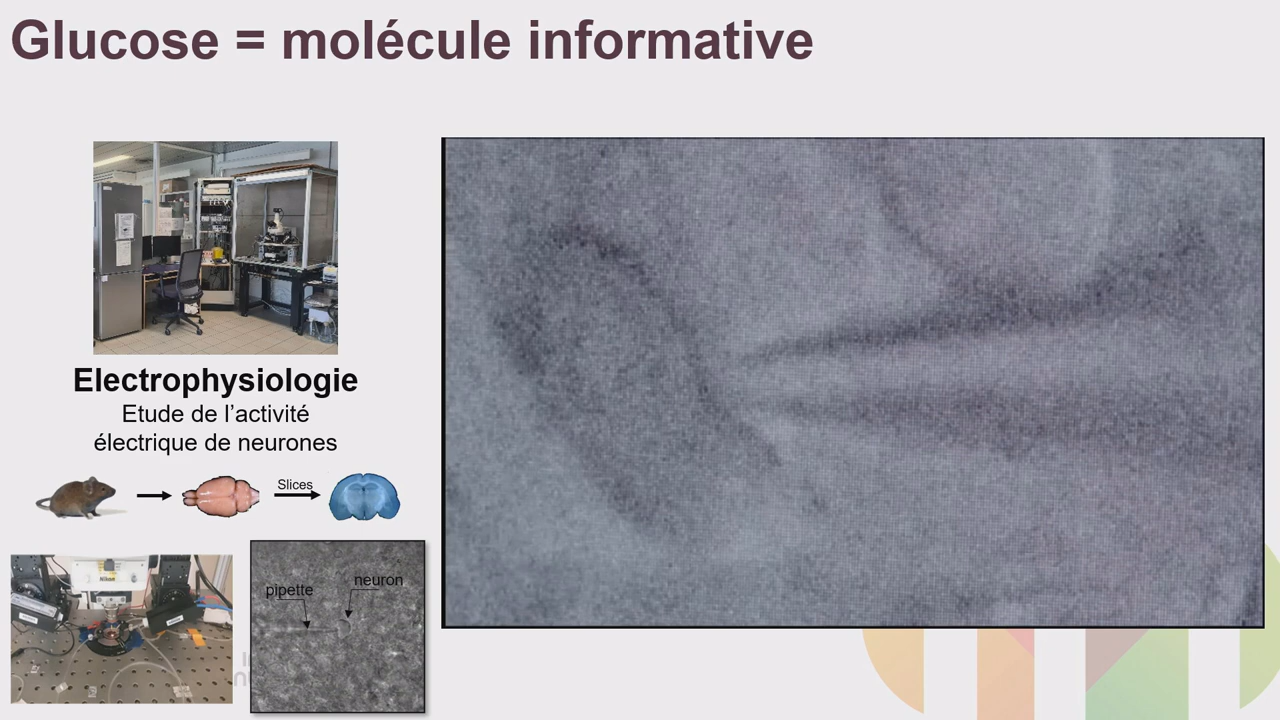 Glucose = molécule informative
Electrophysiologie
Etude de l’activité
électrique de neurones
Slices
pipette
neuron